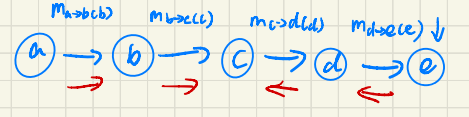 ma→b(b) mb→c(c) mc→d(d) md→e(e) ↓
a → b → c → d → e